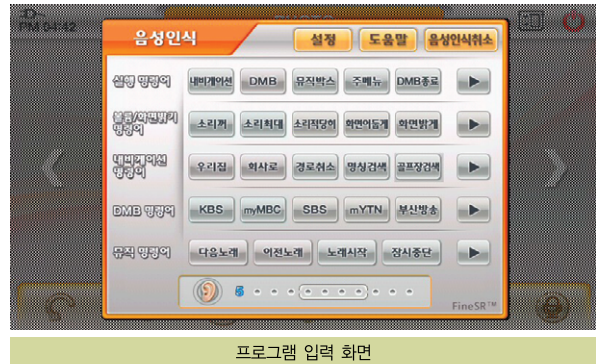 PM 04:42
음성인식 설정 도움말 음성인식취소
실행 명령어 내비게이션 DMB 뮤직박스 주메뉴 DMB종료
볼륨/화면밝기 명령어 소리꺼 소리최대 소리적당히 화면어둡게 화면밝게
내비게이션 명령어 우리집 회사로 경로취소 명칭검색 골프장검색
DMB 명령어 KBS myMBC SBS mYTN 부산방송
뮤직 명령어 다음노래 이전노래 노래시작 잠시중단
5
FineSR™
프로그램 입력 화면